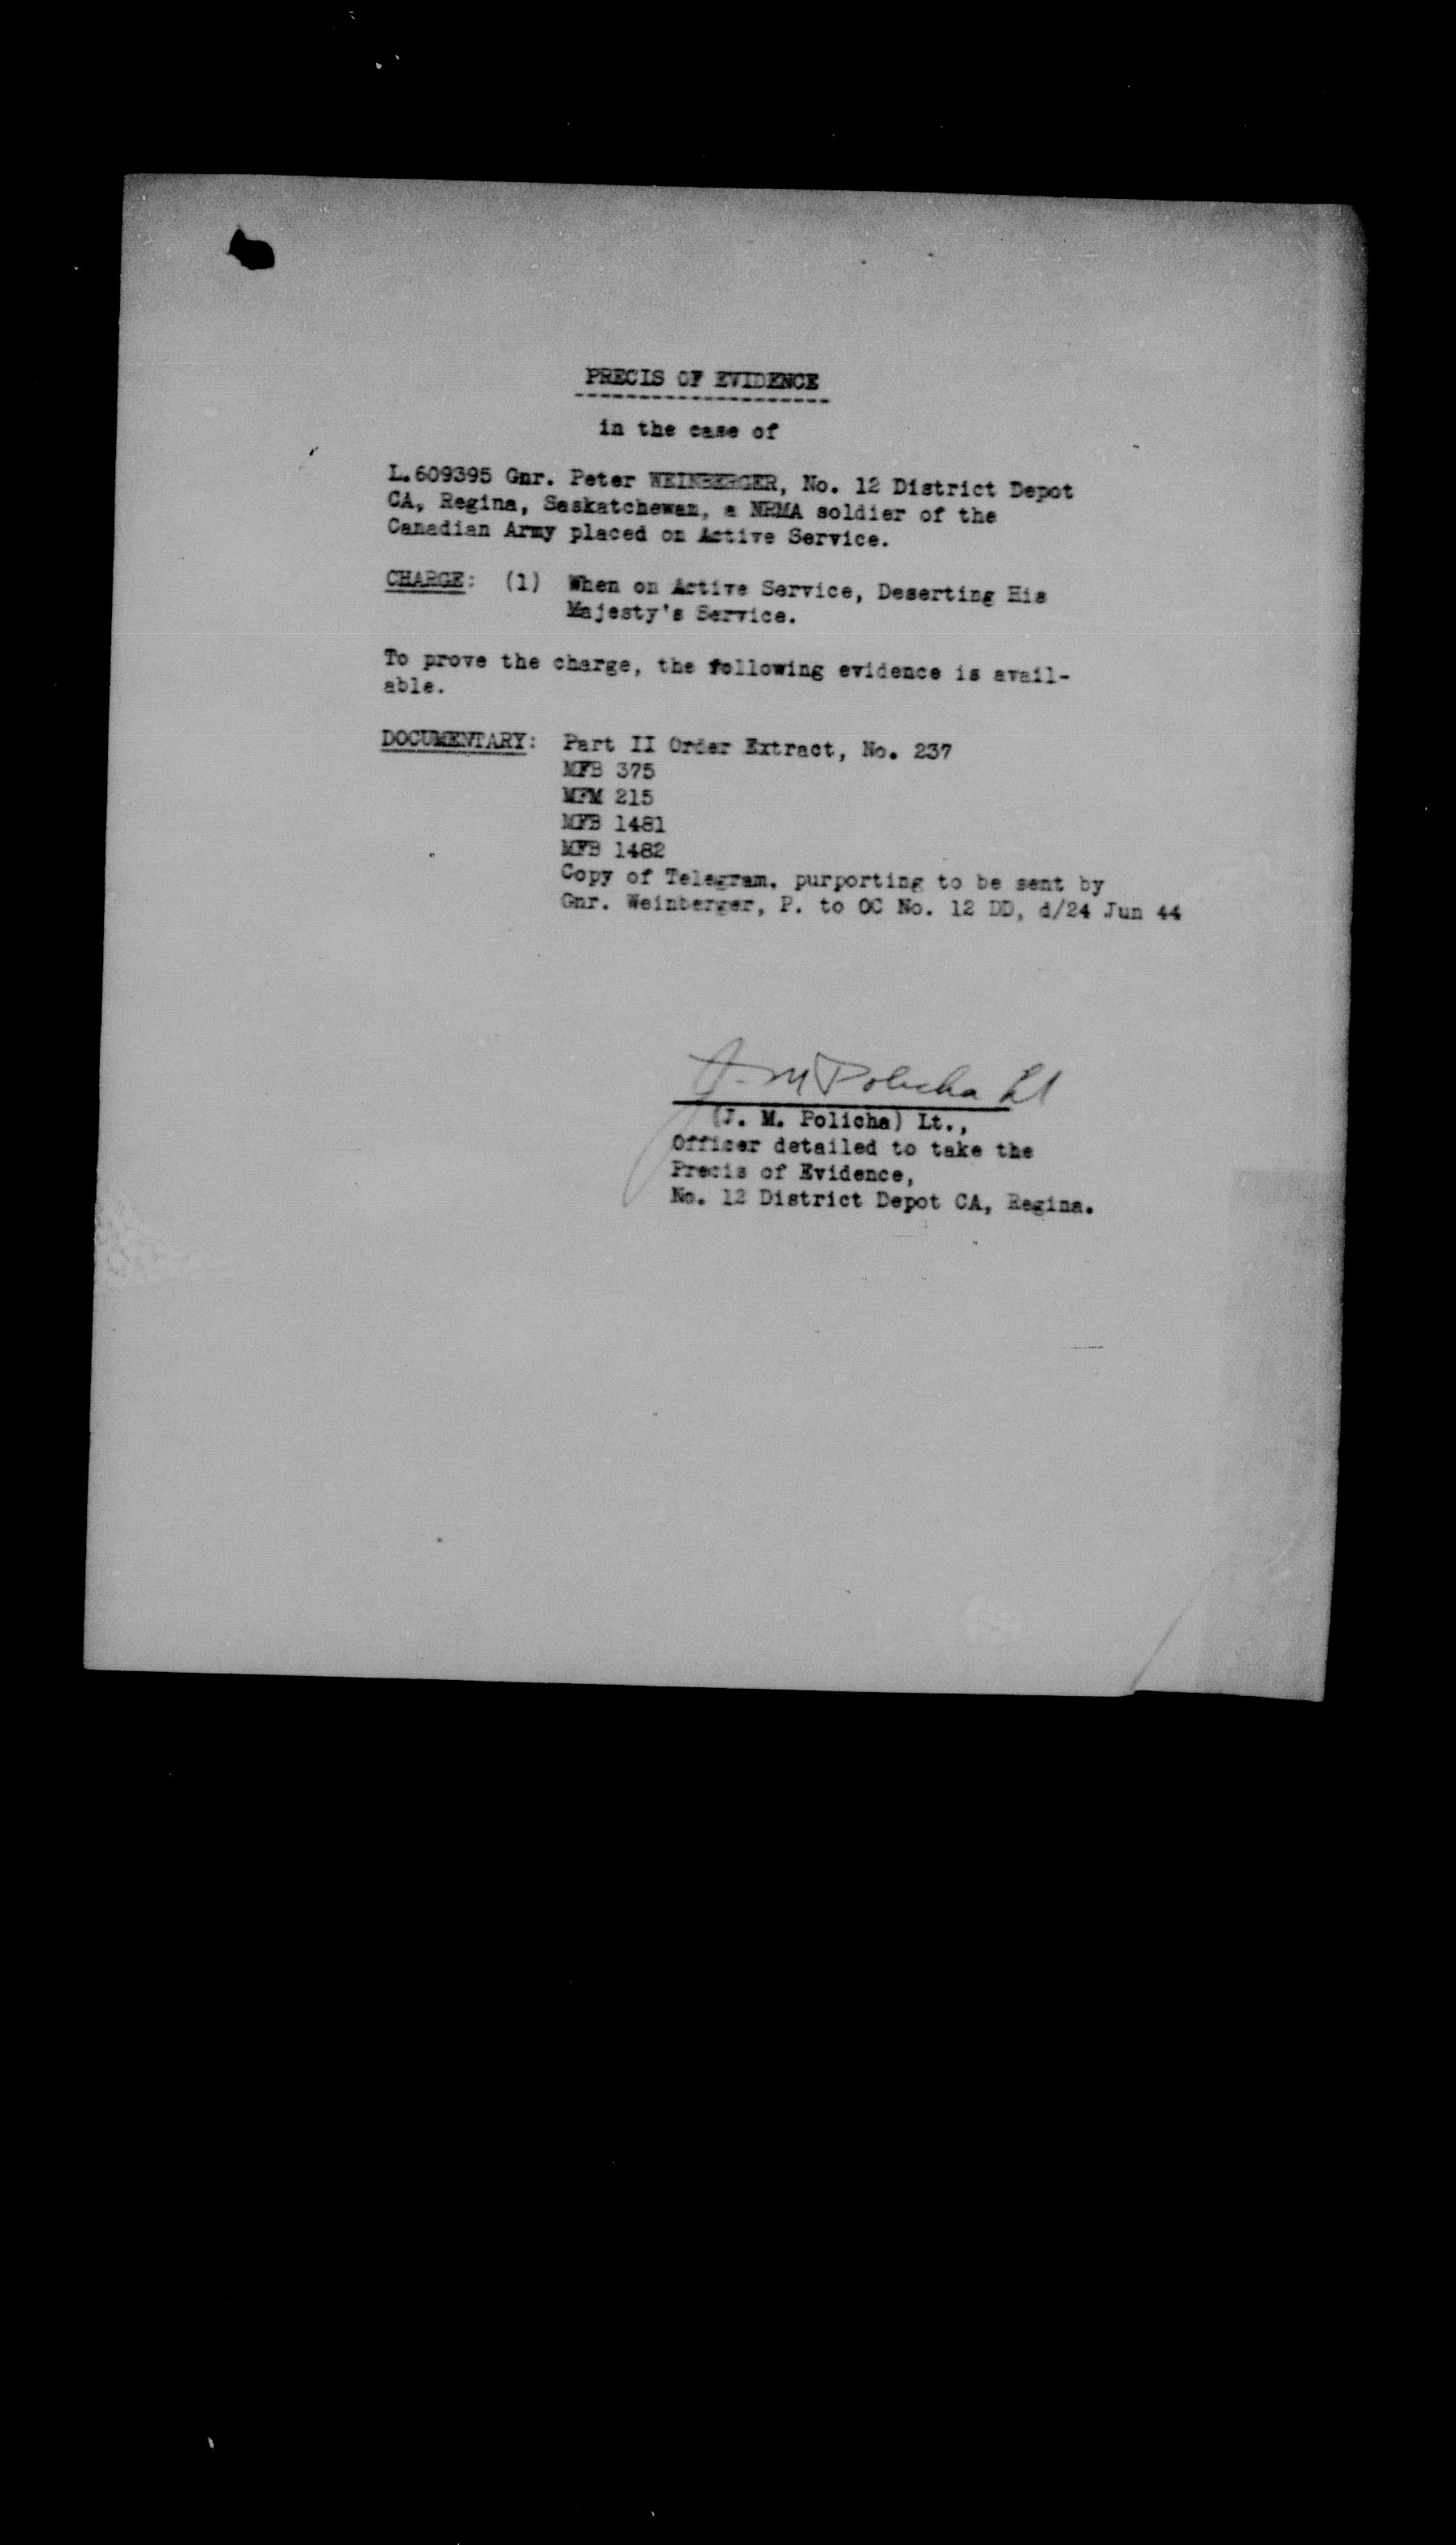 PRECIS OF EVIDENCE
in the case of
L.609395 Gnr. Peter WEINBERGER, No. 12 District Depot
CA, Regina, Saskatchewan, a NRMA soldier of the
Canadian Army placed on Active Service.
CHARGE: (1) When on Active Service, Deserting His
Majesty's Service.
To prove the charge, the following evidence is avail-
able.
DOCUMENTARY: Part II Order Extract, No. 237
MFB 375
MFM 215
MFB 1481
MFB 1482
Copy of Telegram, purporting to be sent by
Gnr. Weinberger, P. to OC No. 12 DD, d/24 Jun 44
J. M Policha Lt
(J. M. Policha) Lt.,
Officer detailed to take the
Precis of Evidence,
No. 12 District Depot CA, Regina.